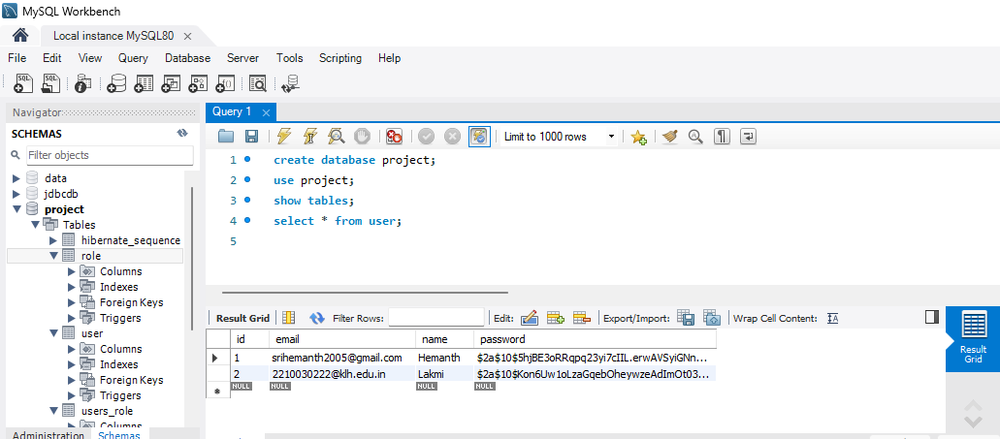 MySQL Workbench
Local instance MySQL80
File Edit View Query Database Server Tools Scripting Help
Navigator
SCHEMAS
Filter objects
data
jdbcdb
project
Tables
hibernate_sequence
role
Columns
Indexes
Foreign Keys
Triggers
user
Columns
Indexes
Foreign Keys
Triggers
users_role
Columns
Administration Schemas
Query 1
Limit to 1000 rows
1 create database project;
2 use project;
3 show tables;
4 select * from user;
5
Result Grid Filter Rows: Edit: Export/Import: Wrap Cell Content:
id email name password
1 srihemanth2005@gmail.com Hemanth $2a$10$5hjBE3oRRqpq23yi7cIIL.erwAVSyiGNn...
2 2210030222@klh.edu.in Lakmi $2a$10$Kon6Uw1oLzaGqebOheywzeAdImOt03...
NULL NULL NULL NULL
Result
Grid